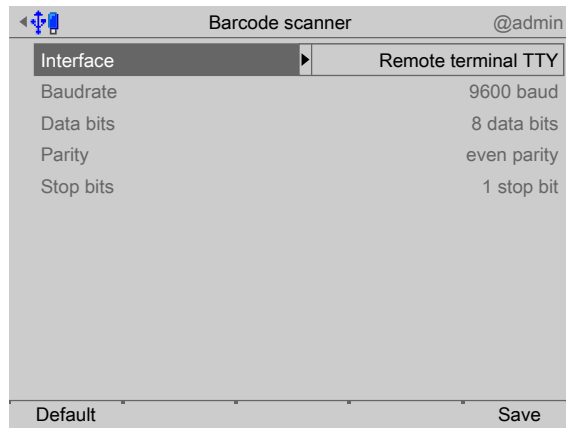 Barcode scanner @admin
Interface Remote terminal TTY
Baudrate 9600 baud
Data bits 8 data bits
Parity even parity
Stop bits 1 stop bit
Default Save